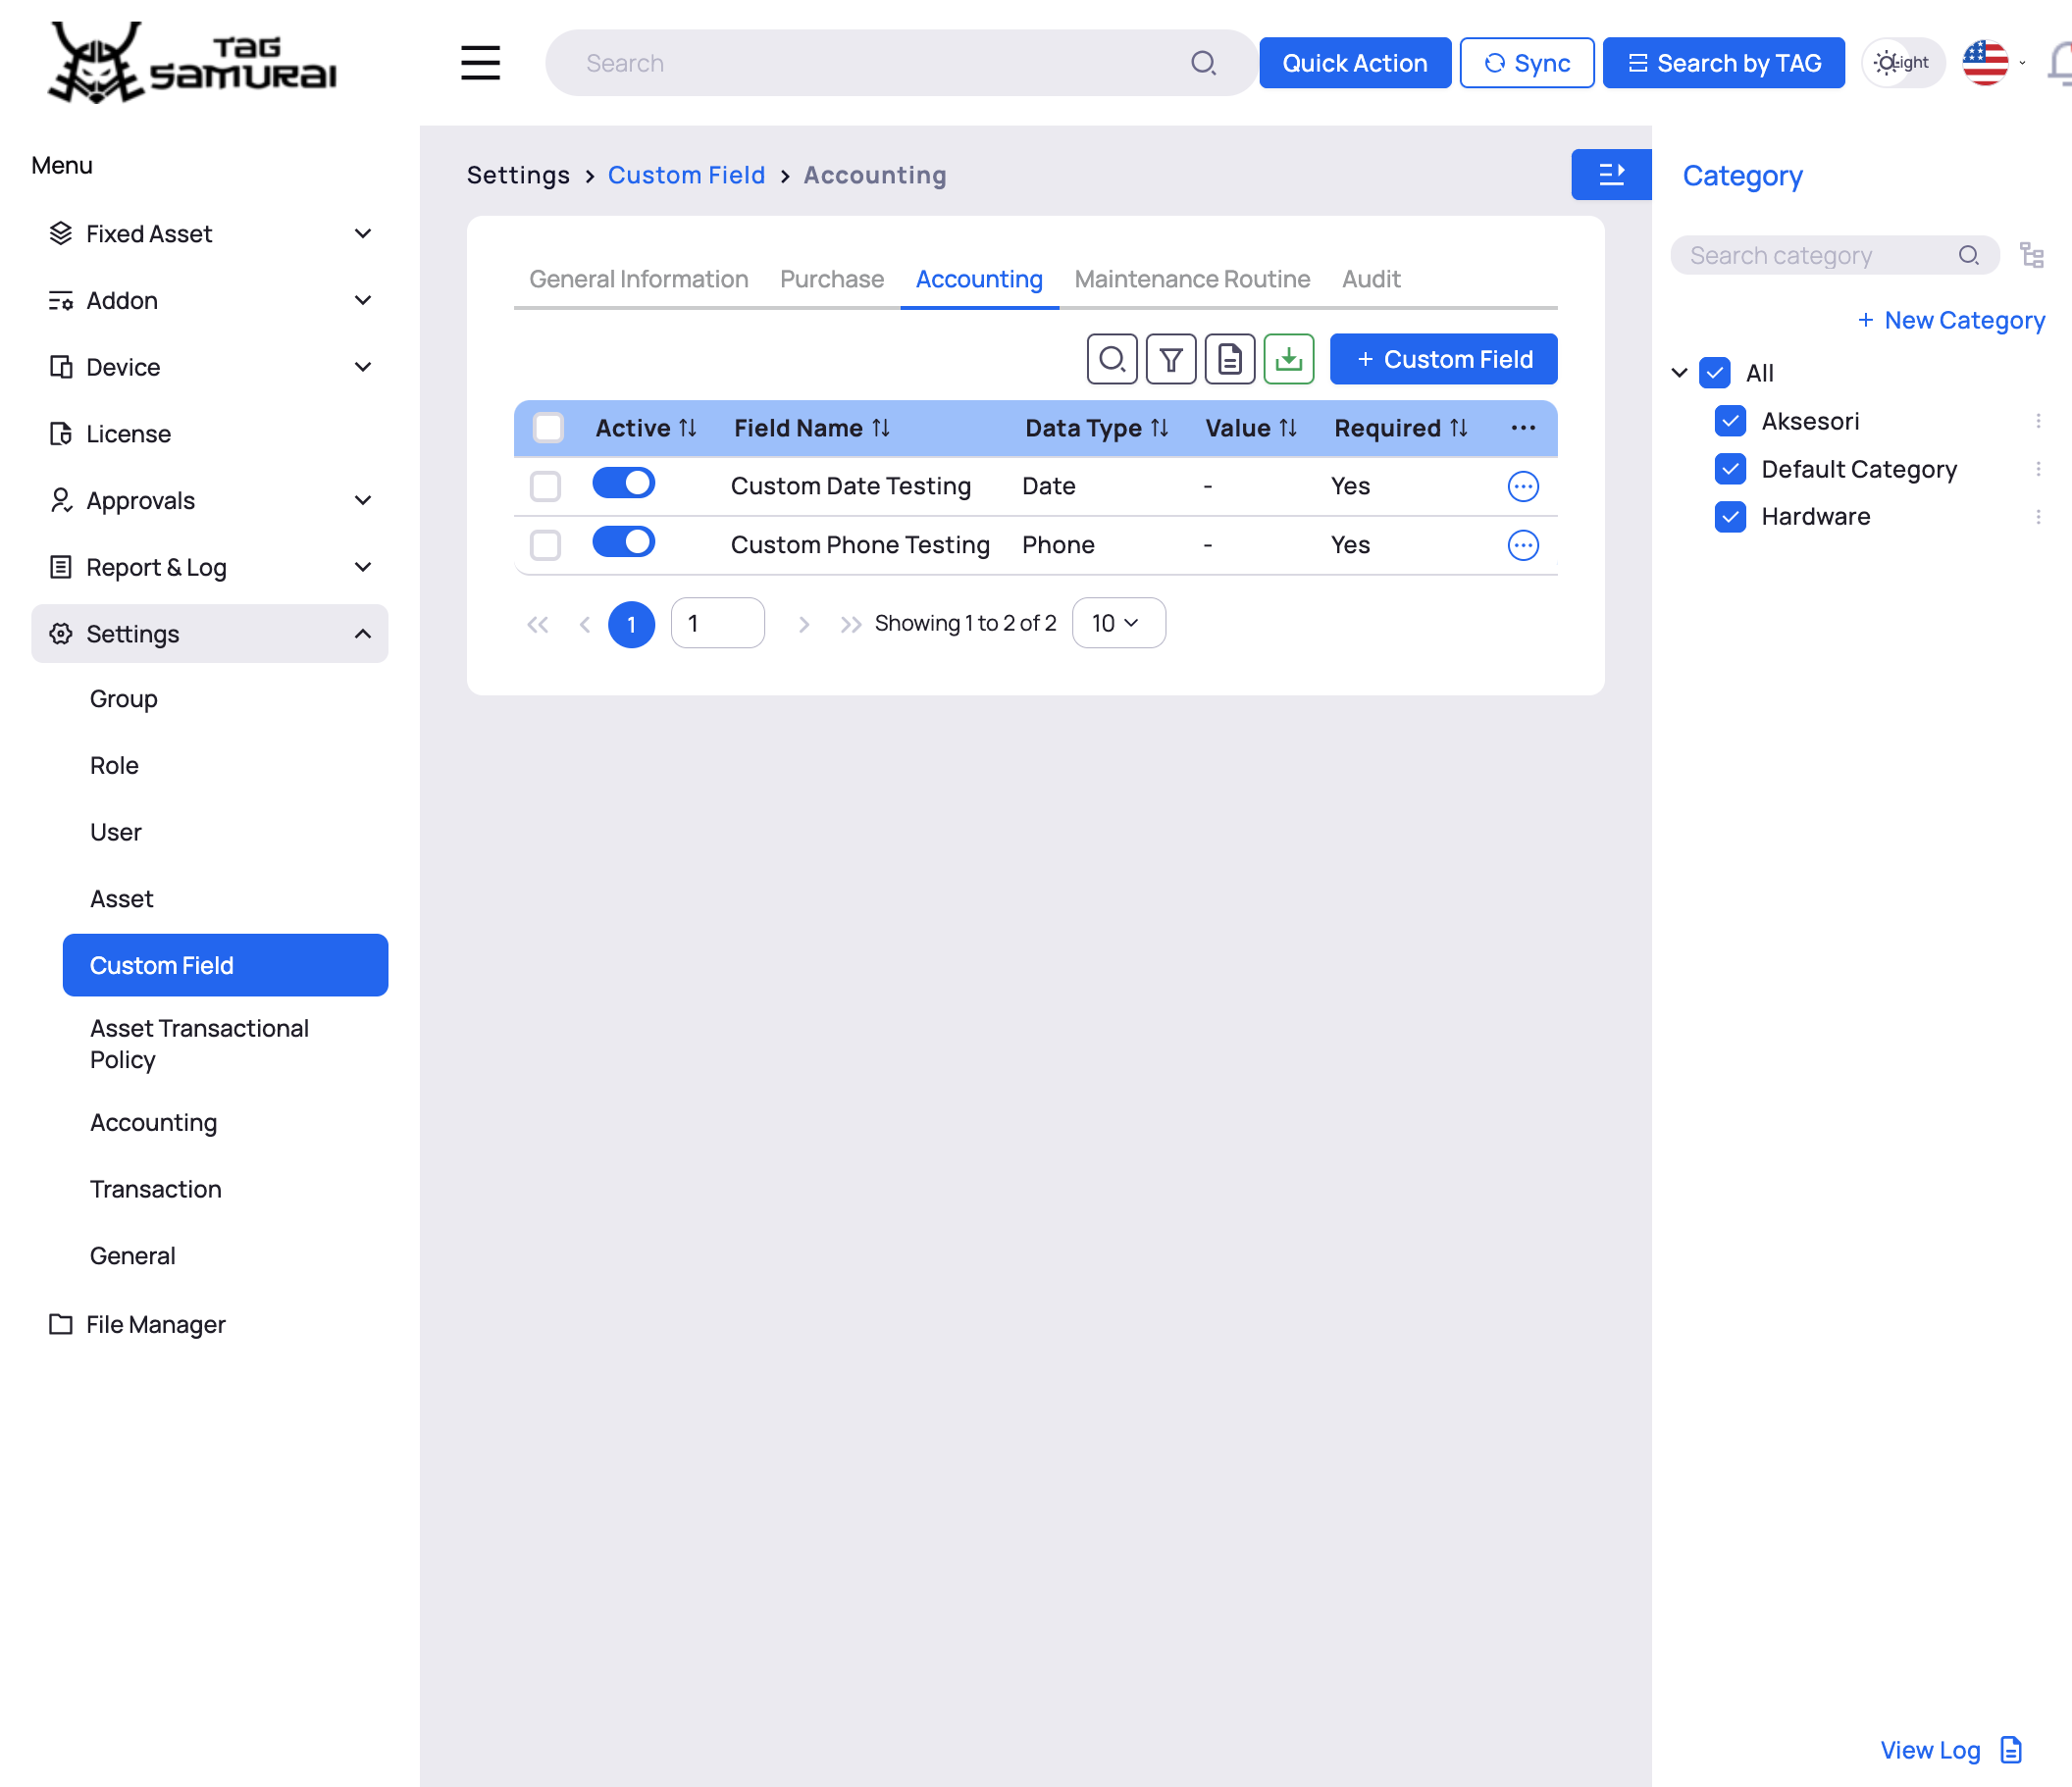 TAG SAMURAI
Search
Quick Action
Sync
Search by TAG
Light
Menu
Fixed Asset
Addon
Device
License
Approvals
Report & Log
Settings
Group
Role
User
Asset
Custom Field
Asset Transactional
Policy
Accounting
Transaction
General
File Manager
Settings > Custom Field > Accounting
General Information Purchase Accounting Maintenance Routine Audit
+ Custom Field
Active Field Name Data Type Value Required ...
Custom Date Testing Date - Yes
Custom Phone Testing Phone - Yes
1 1 Showing 1 to 2 of 2 10
Category
Search category
+ New Category
All
Aksesori
Default Category
Hardware
View Log